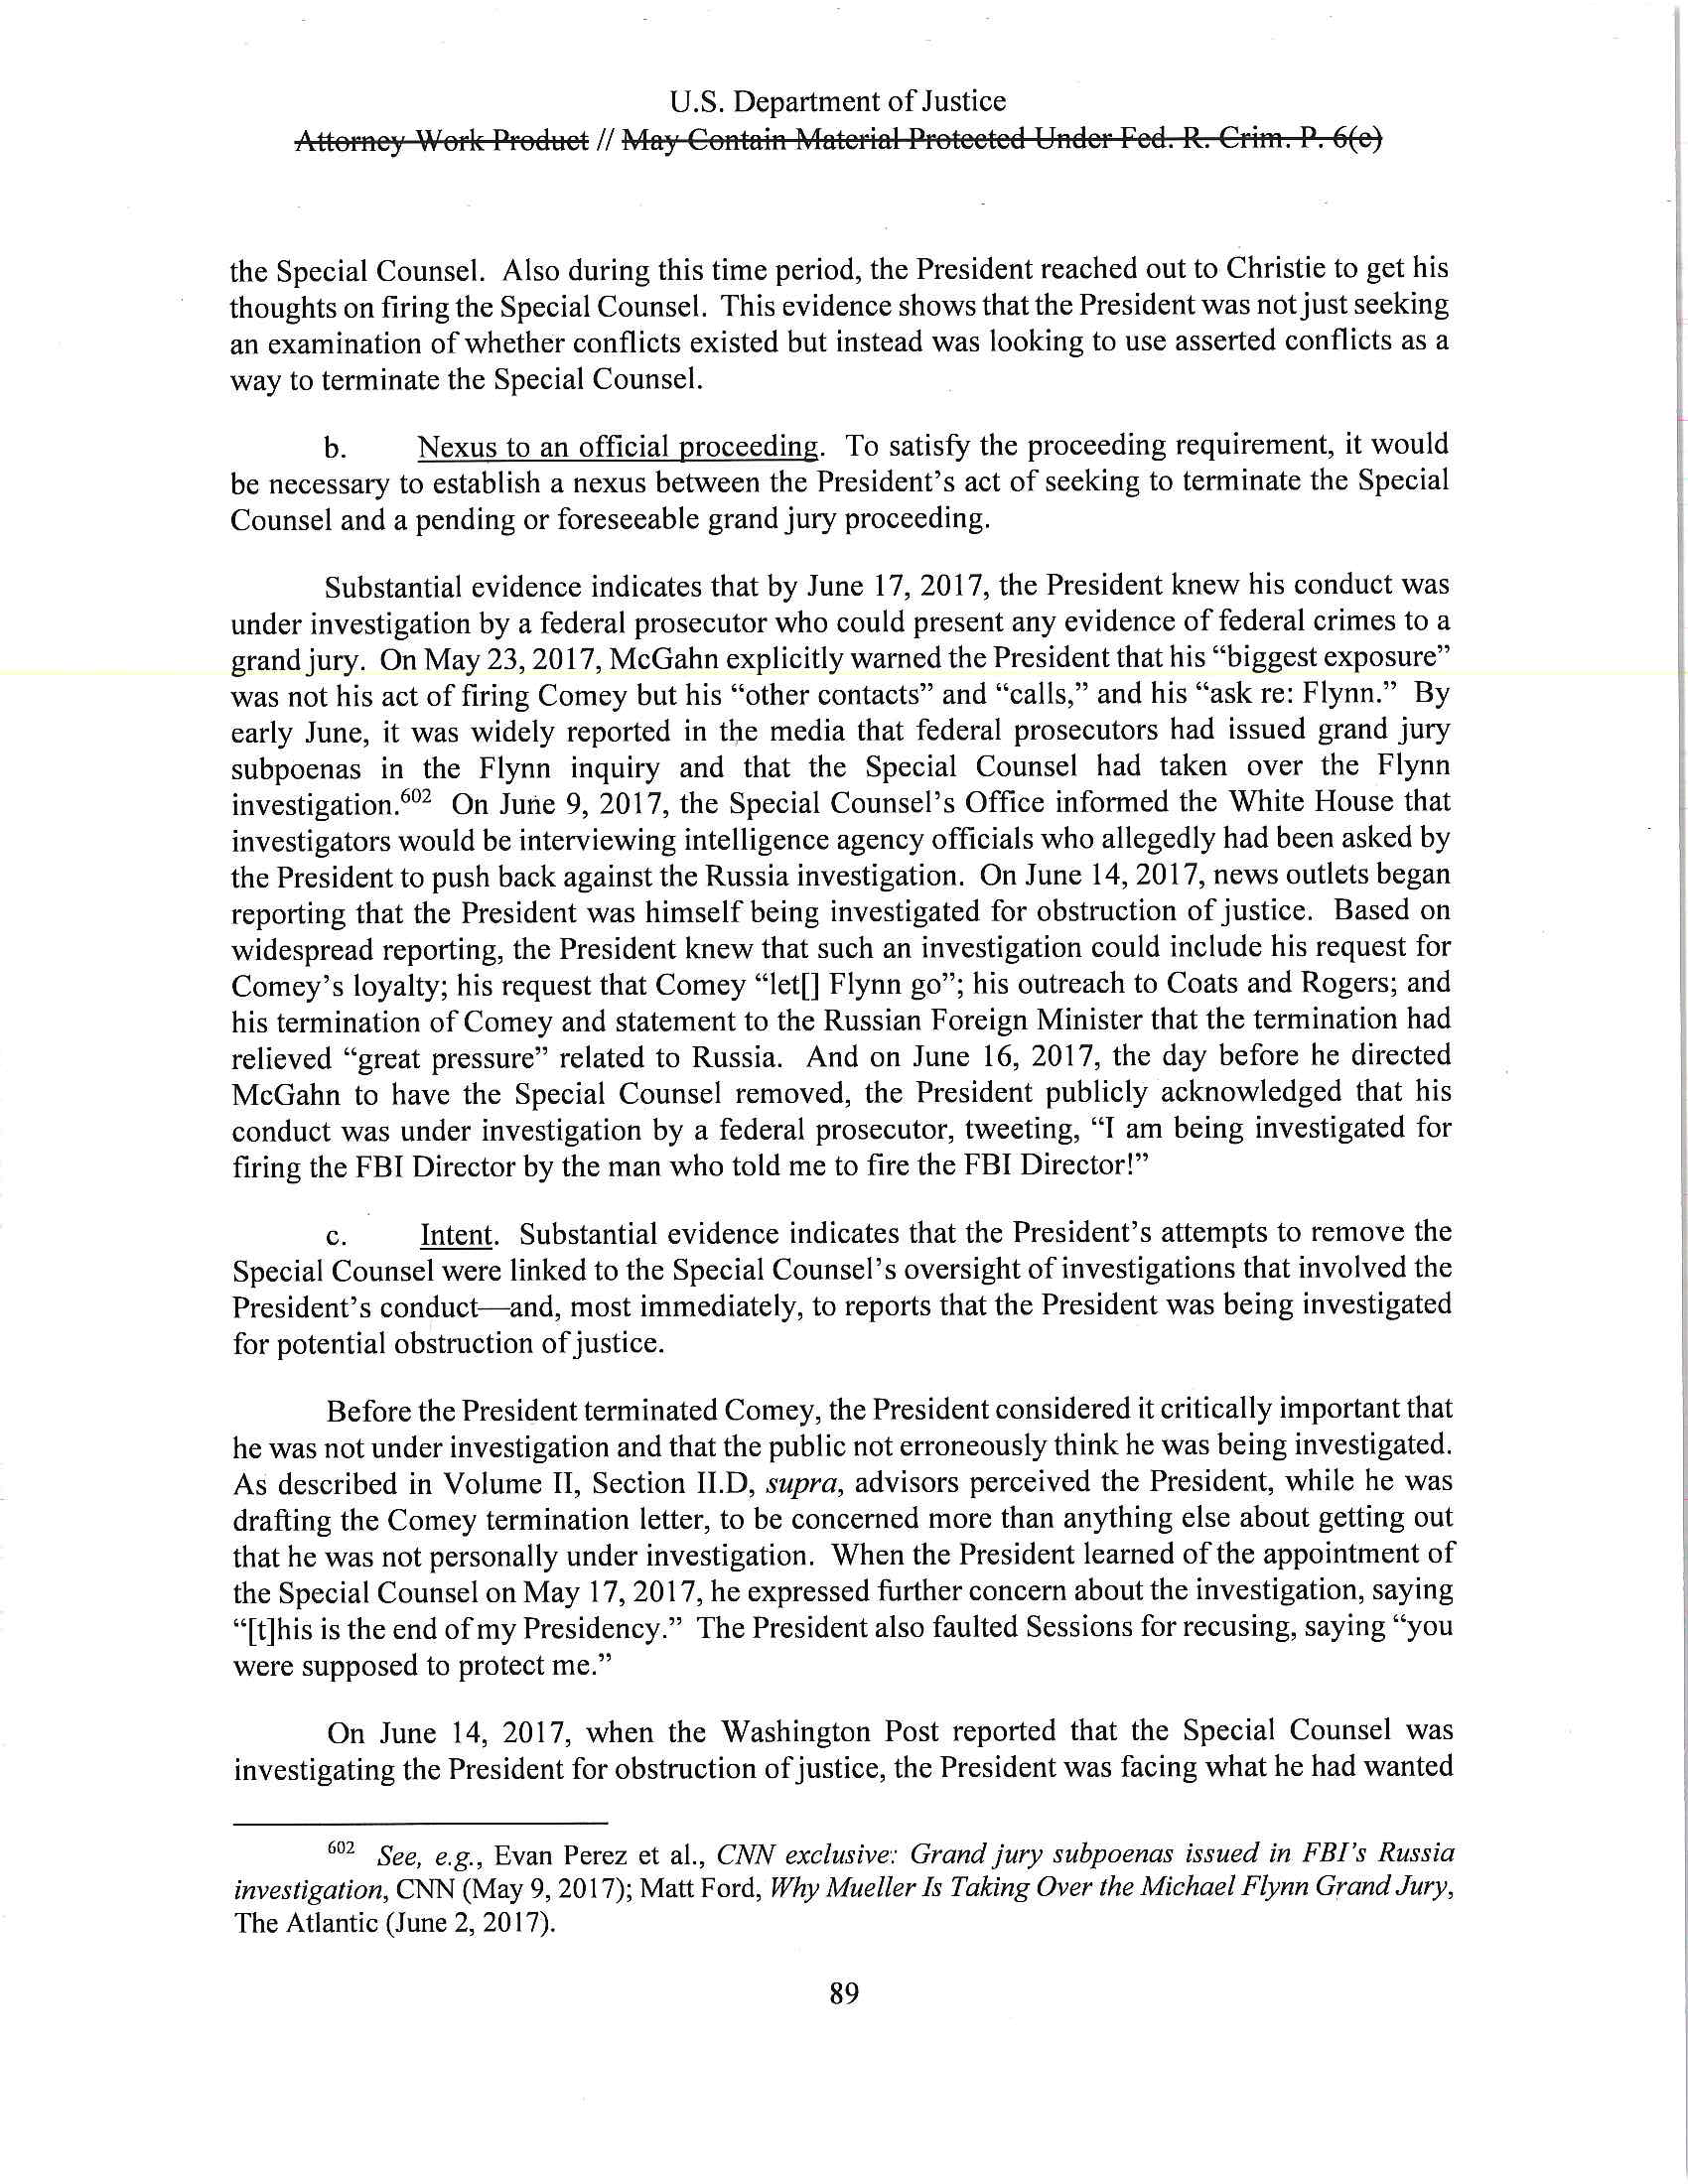 U.S. Department of Justice
Attorney Work Product // May Contain Material Protected Under Fed. R. Crim. P. 6(e)
the Special Counsel. Also during this time period, the President reached out to Christie to get his
thoughts on firing the Special Counsel. This evidence shows that the President was not just seeking
an examination of whether conflicts existed but instead was looking to use asserted conflicts as a
way to terminate the Special Counsel.
b. Nexus to an official proceeding. To satisfy the proceeding requirement, it would
be necessary to establish a nexus between the President's act of seeking to terminate the Special
Counsel and a pending or foreseeable grand jury proceeding.
Substantial evidence indicates that by June 17, 2017, the President knew his conduct was
under investigation by a federal prosecutor who could present any evidence of federal crimes to a
grand jury. On May 23, 2017, McGahn explicitly warned the President that his “biggest exposure”
was not his act of firing Comey but his “other contacts” and “calls,” and his “ask re: Flynn.” By
early June, it was widely reported in the media that federal prosecutors had issued grand jury
subpoenas in the Flynn inquiry and that the Special Counsel had taken over the Flynn
investigation.602 On June 9, 2017, the Special Counsel's Office informed the White House that
investigators would be interviewing intelligence agency officials who allegedly had been asked by
the President to push back against the Russia investigation. On June 14, 2017, news outlets began
reporting that the President was himself being investigated for obstruction of justice. Based on
widespread reporting, the President knew that such an investigation could include his request for
Comey's loyalty; his request that Comey “let[] Flynn go”; his outreach to Coats and Rogers; and
his termination of Comey and statement to the Russian Foreign Minister that the termination had
relieved “great pressure” related to Russia. And on June 16, 2017, the day before he directed
McGahn to have the Special Counsel removed, the President publicly acknowledged that his
conduct was under investigation by a federal prosecutor, tweeting, “I am being investigated for
firing the FBI Director by the man who told me to fire the FBI Director!”
c. Intent. Substantial evidence indicates that the President's attempts to remove the
Special Counsel were linked to the Special Counsel's oversight of investigations that involved the
President's conduct—and, most immediately, to reports that the President was being investigated
for potential obstruction of justice.
Before the President terminated Comey, the President considered it critically important that
he was not under investigation and that the public not erroneously think he was being investigated.
As described in Volume II, Section II.D, supra, advisors perceived the President, while he was
drafting the Comey termination letter, to be concerned more than anything else about getting out
that he was not personally under investigation. When the President learned of the appointment of
the Special Counsel on May 17, 2017, he expressed further concern about the investigation, saying
“[t]his is the end of my Presidency.” The President also faulted Sessions for recusing, saying “you
were supposed to protect me.”
On June 14, 2017, when the Washington Post reported that the Special Counsel was
investigating the President for obstruction of justice, the President was facing what he had wanted
602 See, e.g., Evan Perez et al., CNN exclusive: Grand jury subpoenas issued in FBI's Russia
investigation, CNN (May 9, 2017); Matt Ford, Why Mueller Is Taking Over the Michael Flynn Grand Jury,
The Atlantic (June 2, 2017).
89